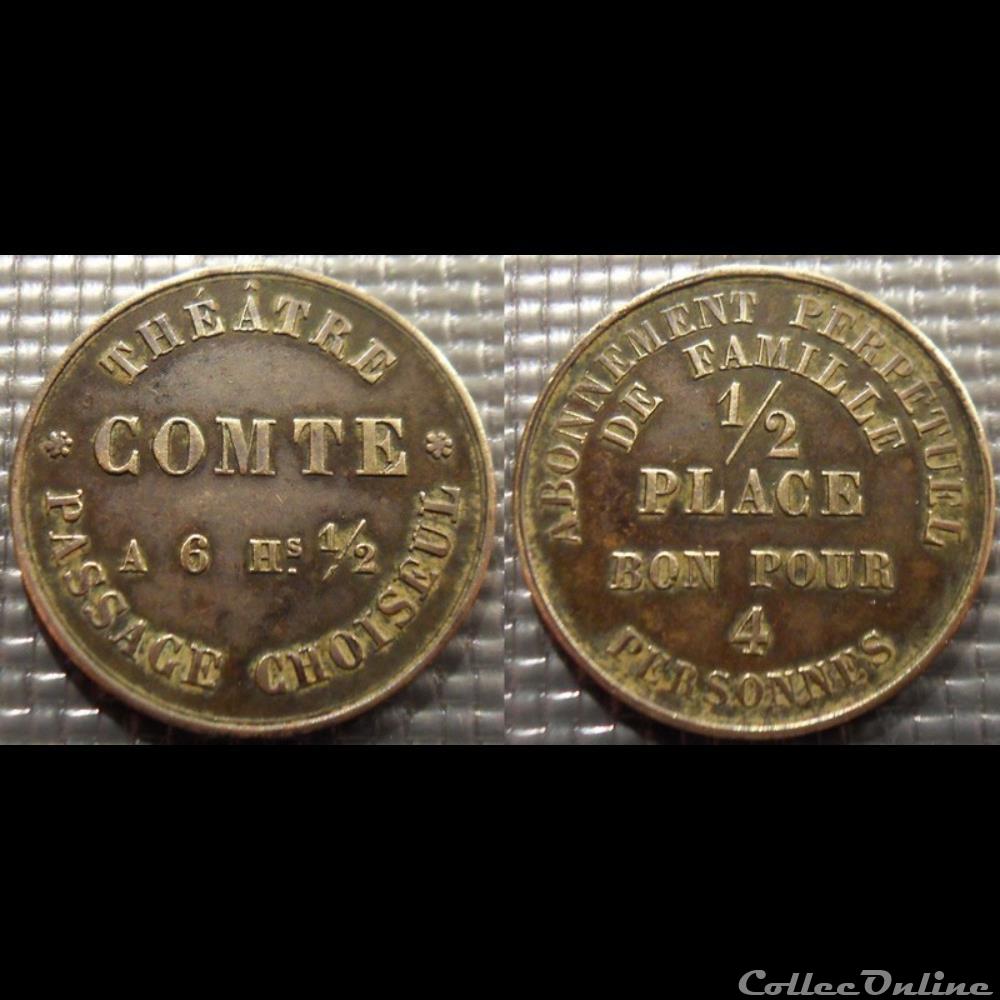 THÉÂTRE
COMTE
A 6 Hs. 1/2
PASSAGE CHOISEUL
ABONNEMENT PERPÉTUEL
DE FAMILLE
1/2
PLACE
BON POUR
4
PERSONNES
CollecOnline